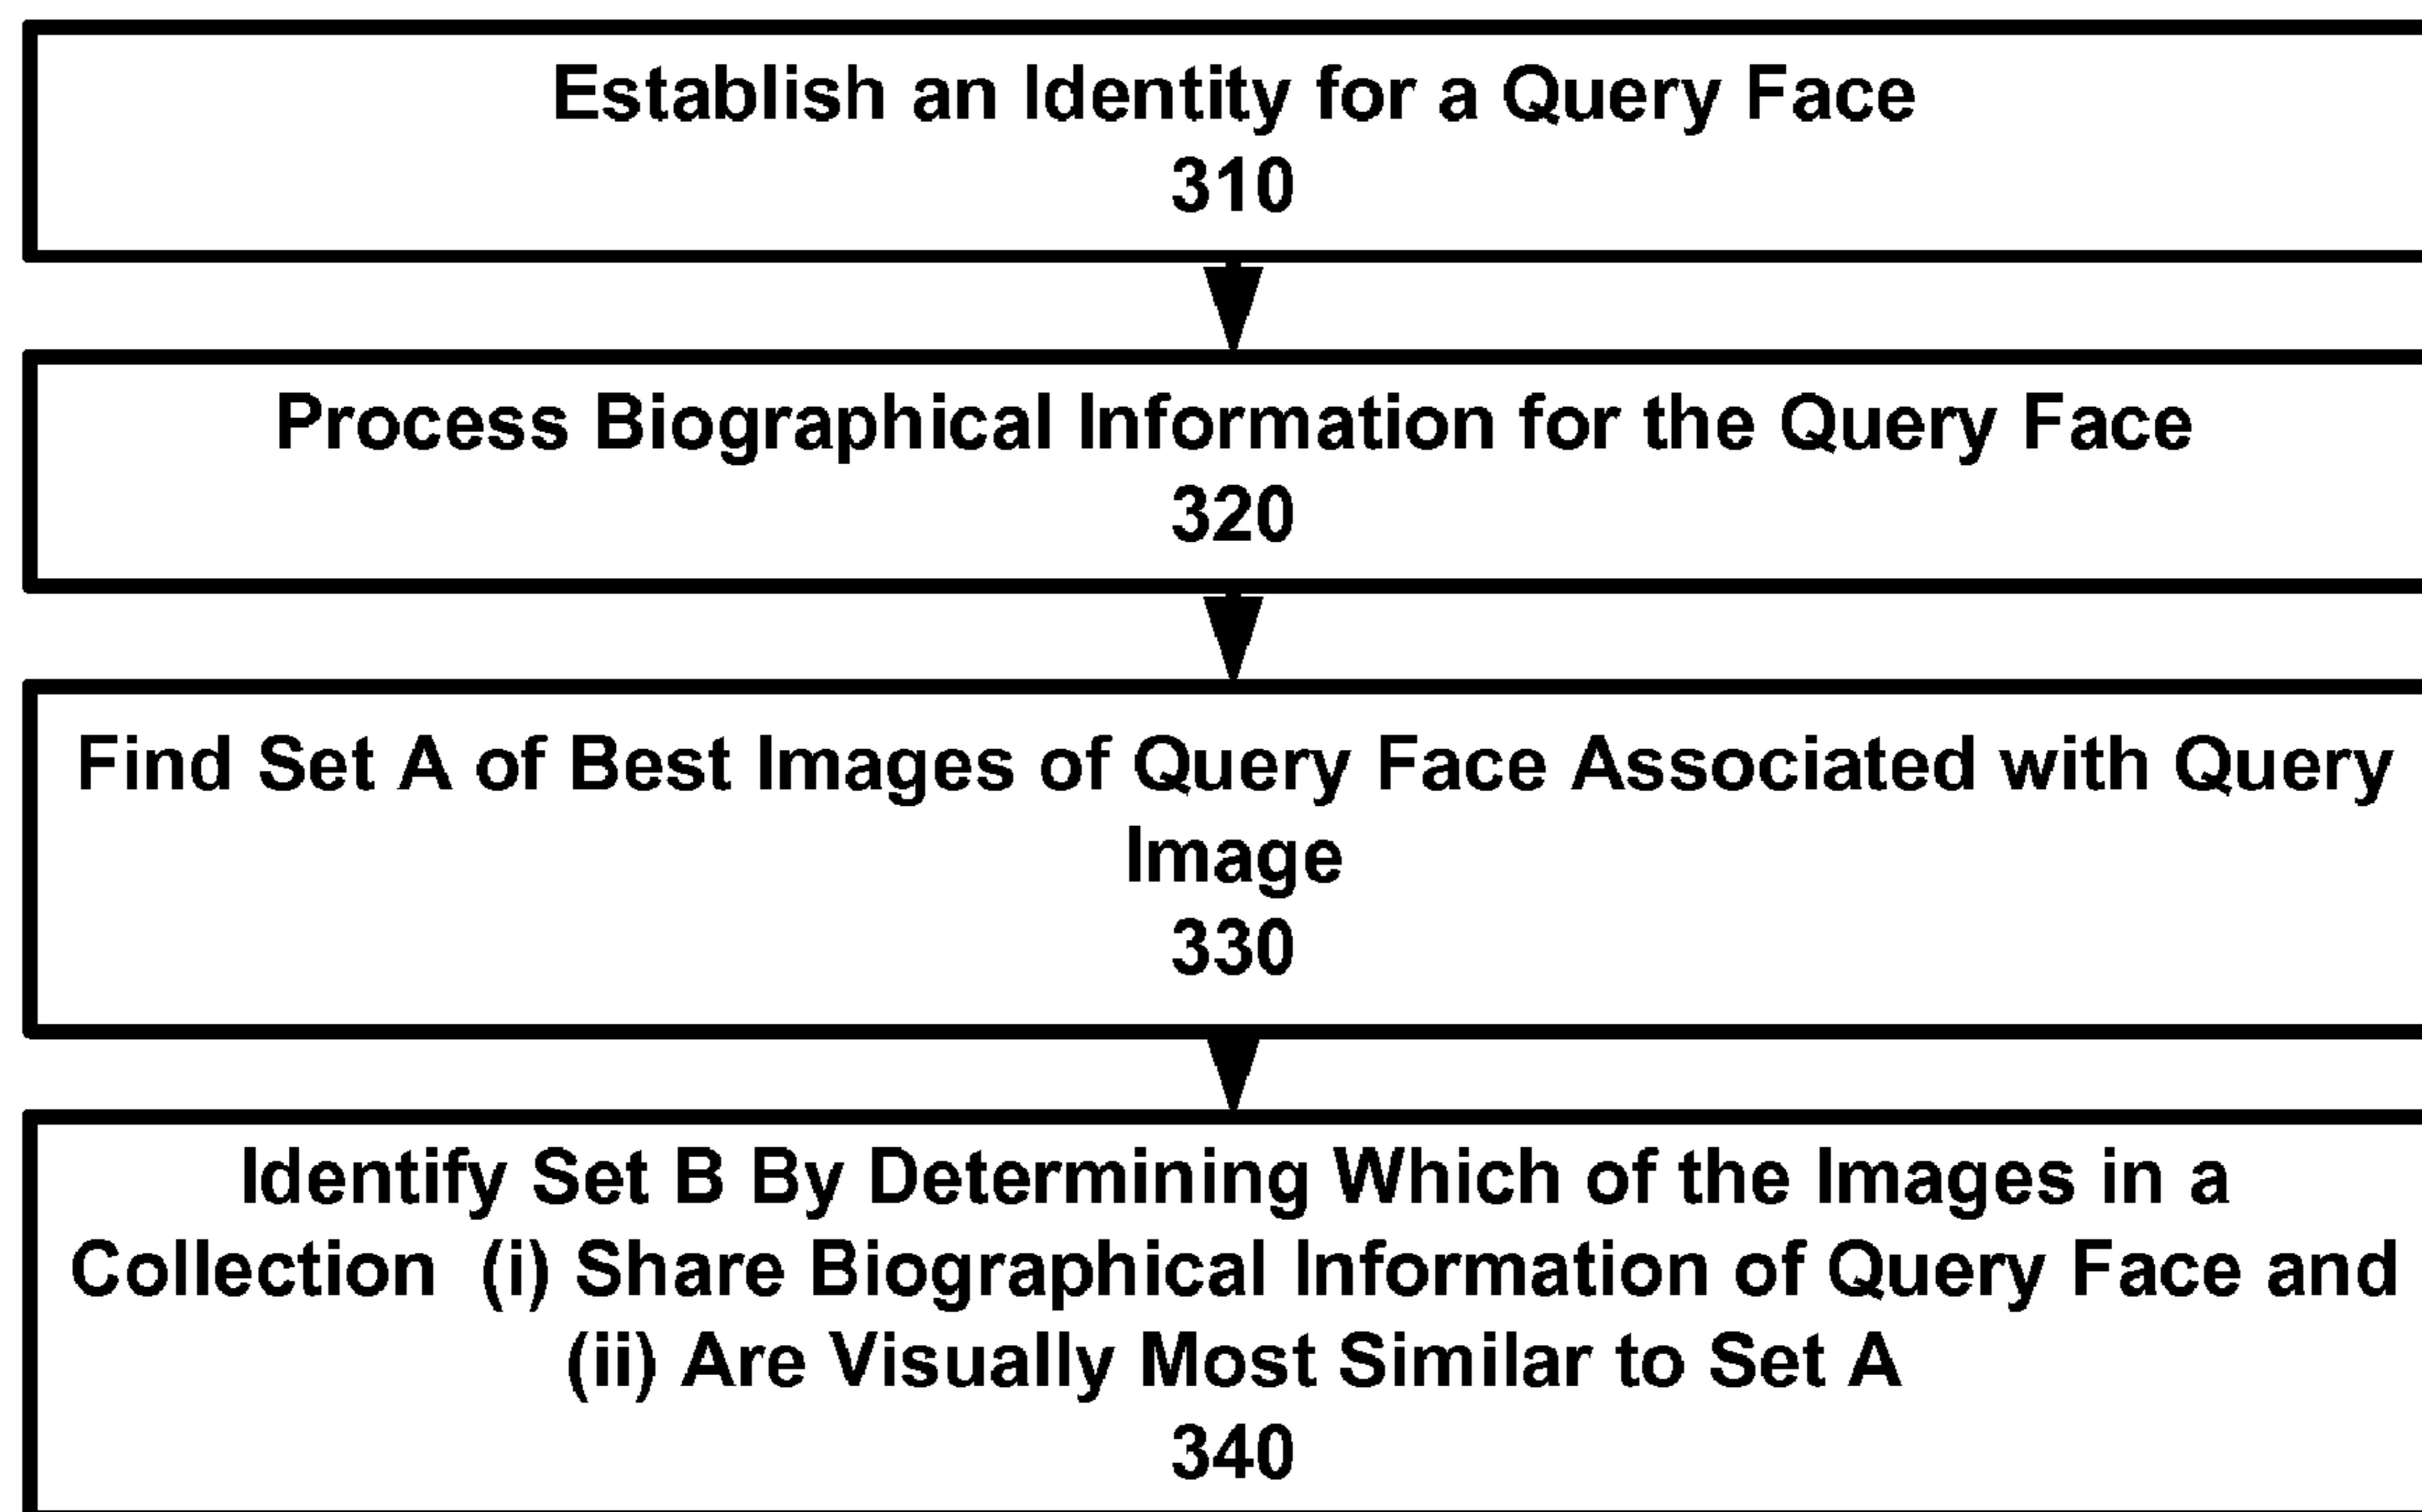 Establish an Identity for a Query Face
310
Process Biographical Information for the Query Face
320
Find Set A of Best Images of Query Face Associated with Query
Image
330
Identify Set B By Determining Which of the Images in a
Collection (i) Share Biographical Information of Query Face and
(ii) Are Visually Most Similar to Set A
340